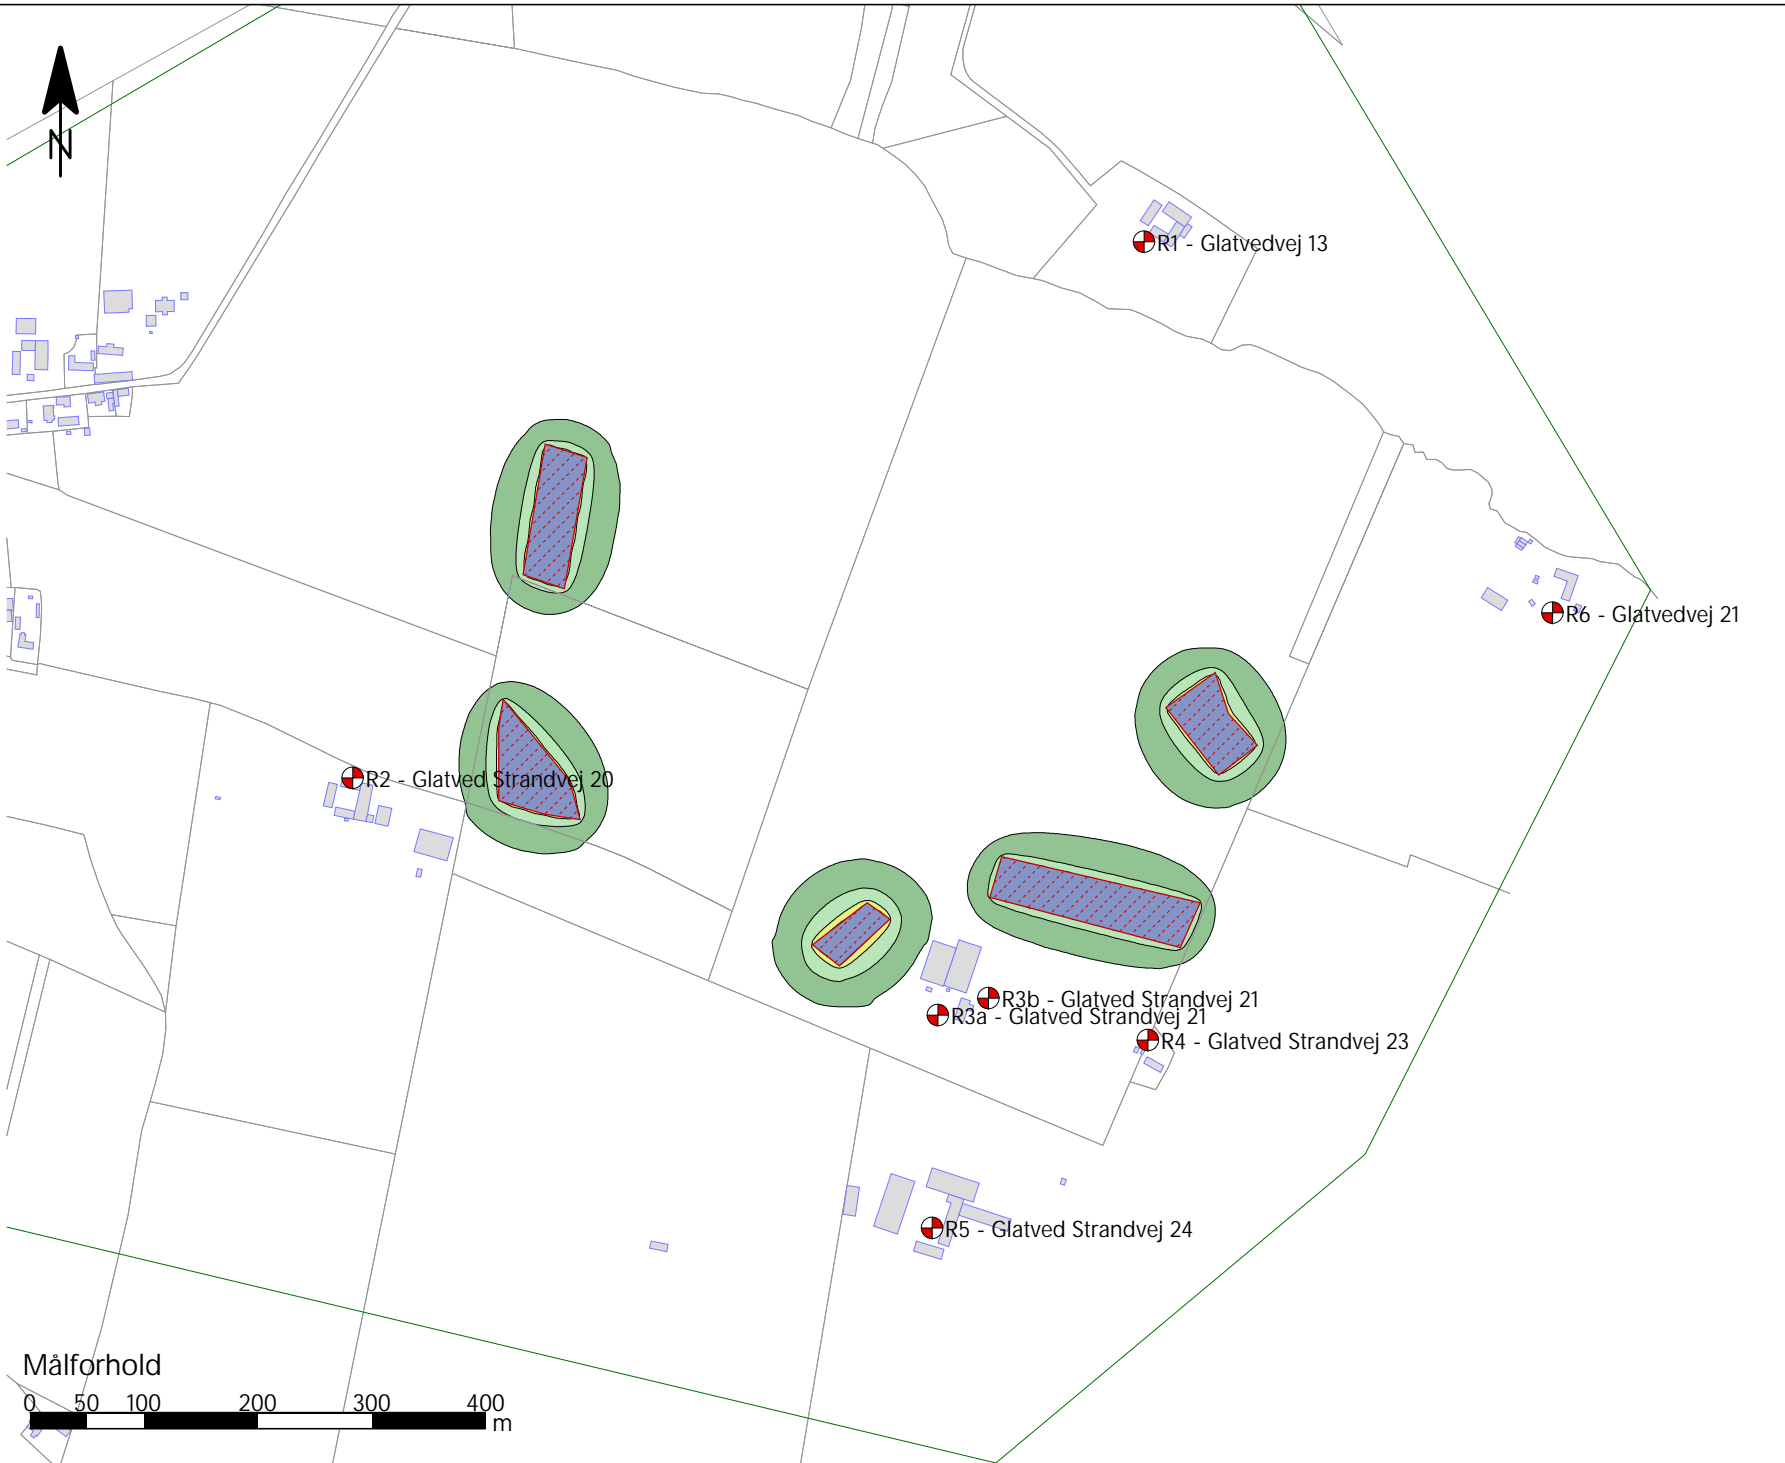 N
R1 - Glatvedvej 13
R6 - Glatvedvej 21
R2 - Glatved Strandvej 20
R3b - Glatved Strandvej 21
R3a - Glatved Strandvej 21
R4 - Glatved Strandvej 23
R5 - Glatved Strandvej 24
Målforhold
0 50 100 200 300 400
m